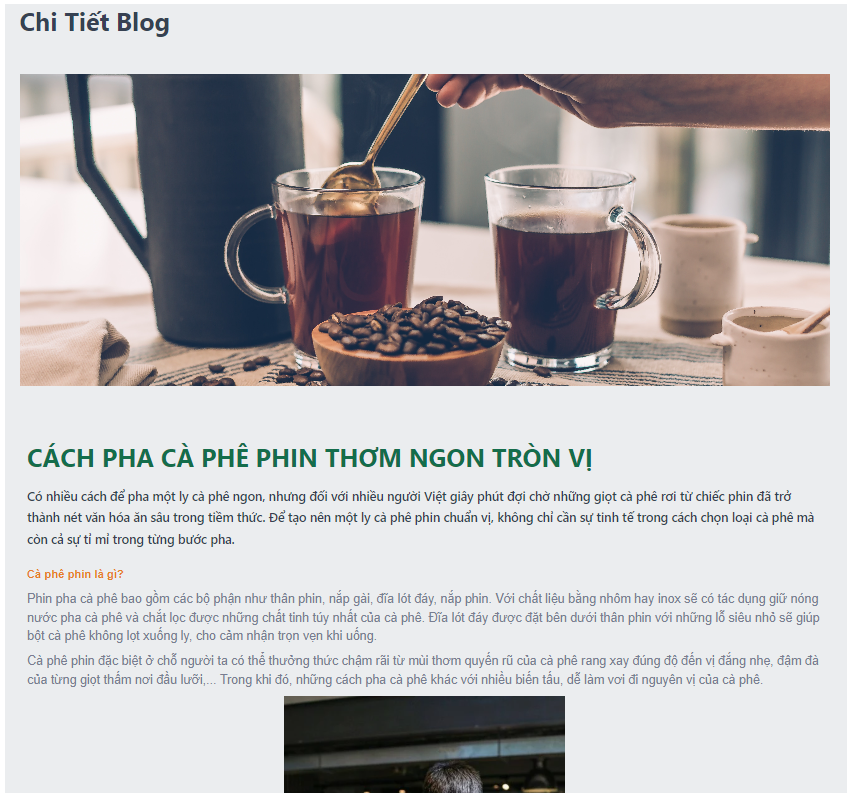 Chi Tiết Blog
CÁCH PHA CÀ PHÊ PHIN THƠM NGON TRÒN VỊ
Có nhiều cách để pha một ly cà phê ngon, nhưng đối với nhiều người Việt giây phút đợi chờ những giọt cà phê rơi từ chiếc phin đã trở
thành nét văn hóa ăn sâu trong tiềm thức. Để tạo nên một ly cà phê phin chuẩn vị, không chỉ cần sự tinh tế trong cách chọn loại cà phê mà
còn cả sự tỉ mỉ trong từng bước pha.
Cà phê phin là gì?
Phin pha cà phê bao gồm các bộ phận như thân phin, nắp gài, đĩa lót đáy, nắp phin. Với chất liệu bằng nhôm hay inox sẽ có tác dụng giữ nóng
nước pha cà phê và chắt lọc được những chất tinh túy nhất của cà phê. Đĩa lót đáy được đặt bên dưới thân phin với những lỗ siêu nhỏ sẽ giúp
bột cà phê không lọt xuống ly, cho cảm nhận trọn vẹn khi uống.
Cà phê phin đặc biệt ở chỗ người ta có thể thưởng thức chậm rãi từ mùi thơm quyến rũ của cà phê rang xay đúng độ đến vị đắng nhẹ, đậm đà
của từng giọt thấm nơi đầu lưỡi,... Trong khi đó, những cách pha cà phê khác với nhiều biến tấu, dễ làm vơi đi nguyên vị của cà phê.